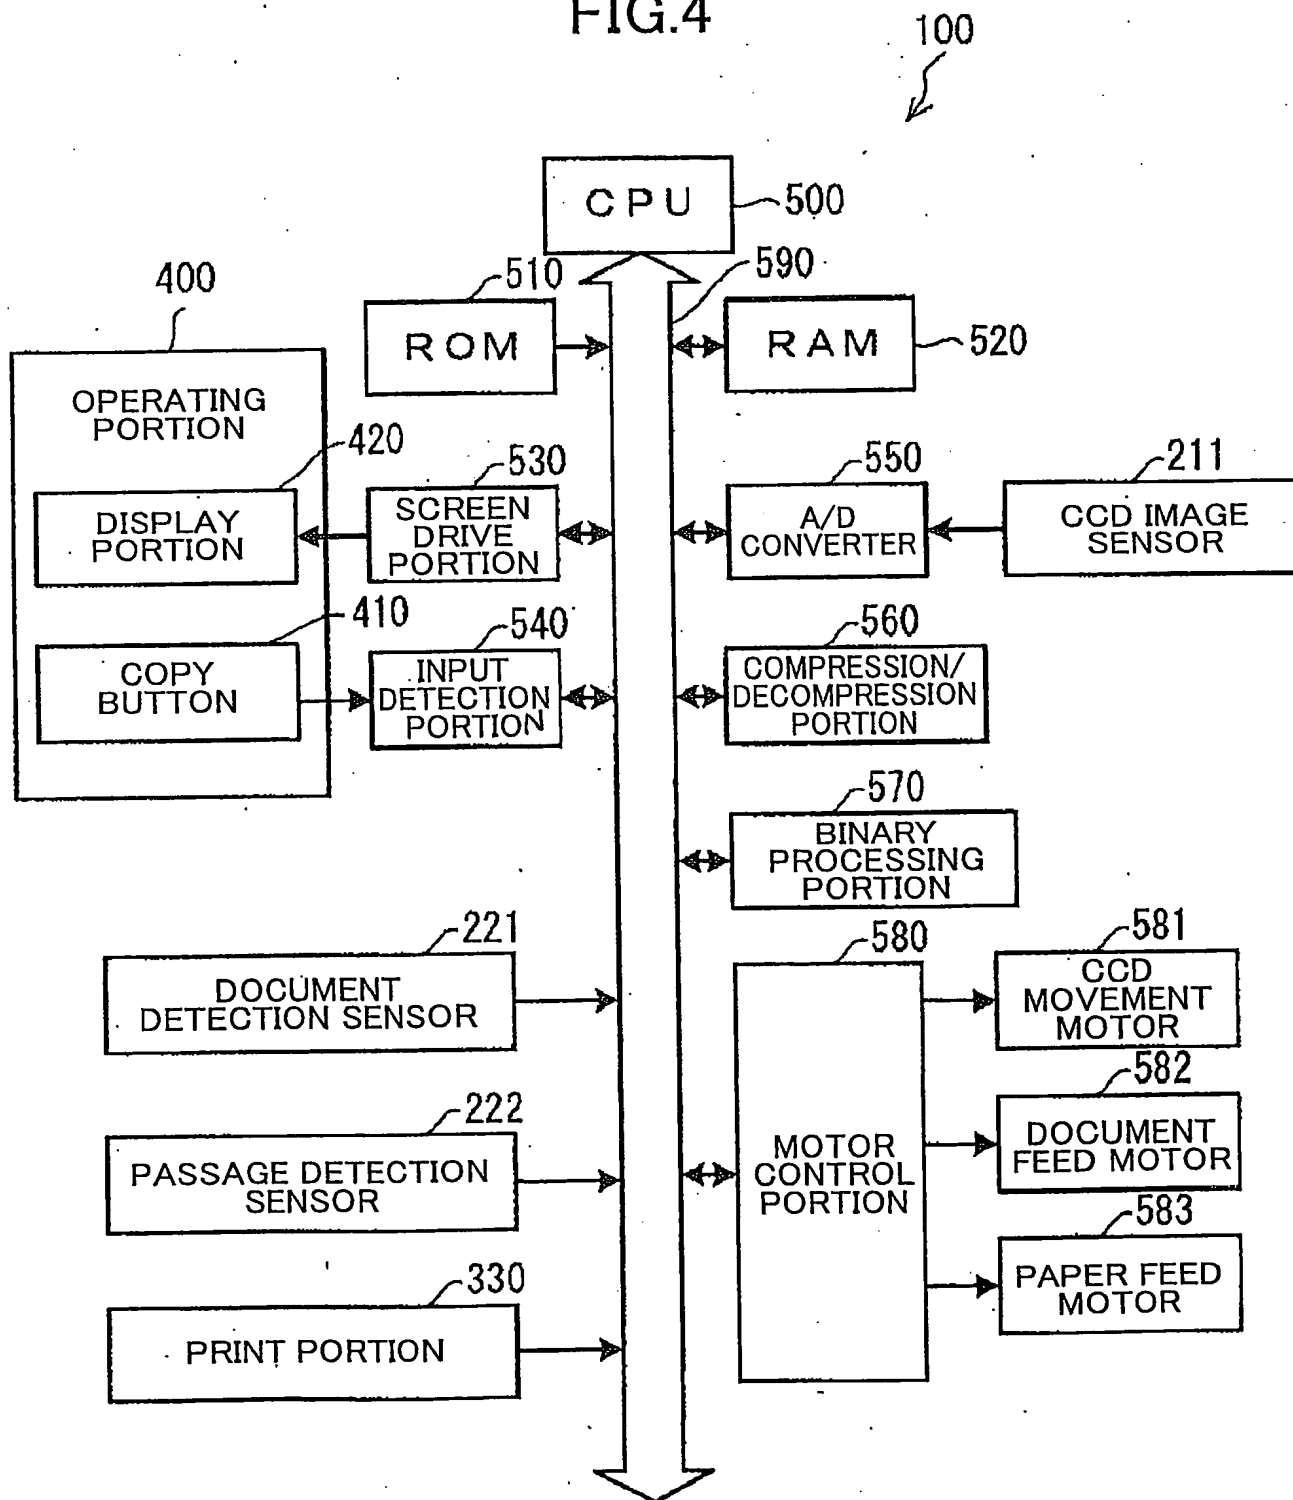 FIG.4
100
CPU
500
590
510
ROM
RAM
520
400
OPERATING
PORTION
420
DISPLAY
PORTION
530
SCREEN
DRIVE
PORTION
550
A/D
CONVERTER
211
CCD IMAGE
SENSOR
410
COPY
BUTTON
540
INPUT
DETECTION
PORTION
560
COMPRESSION/
DECOMPRESSION
PORTION
570
BINARY
PROCESSING
PORTION
221
DOCUMENT
DETECTION SENSOR
580
MOTOR
CONTROL
PORTION
581
CCD
MOVEMENT
MOTOR
222
PASSAGE DETECTION
SENSOR
582
DOCUMENT
FEED MOTOR
330
PRINT PORTION
583
PAPER FEED
MOTOR